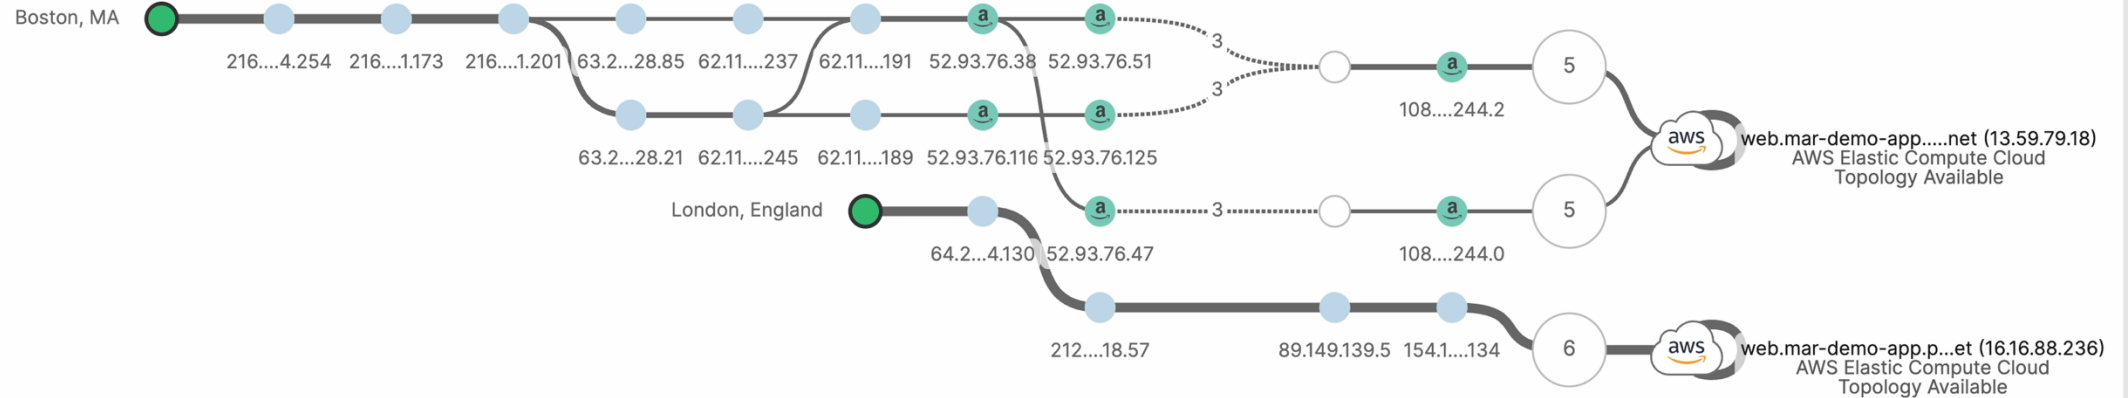 Boston, MA
216....4.254
216....1.173
216....1.201
63.2...28.85
62.11....237
62.11....191
a
52.93.76.38
a
52.93.76.51
3
3
a
108....244.2
5
63.2...28.21
62.11....245
62.11....189
a
52.93.76.116
a
52.93.76.125
aws
web.mar-demo-app.....net (13.59.79.18)
AWS Elastic Compute Cloud
Topology Available
London, England
64.2...4.130
a
52.93.76.47
3
a
108....244.0
5
212....18.57
89.149.139.5
154.1....134
6
aws
web.mar-demo-app.p...et (16.16.88.236)
AWS Elastic Compute Cloud
Topology Available